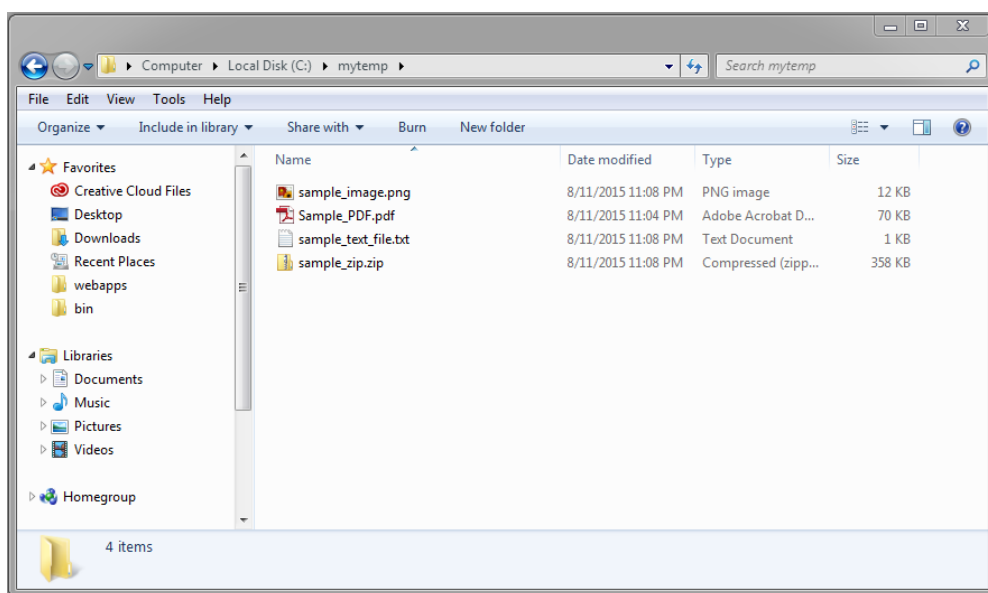 Computer Local Disk (C:) mytemp Search mytemp
File Edit View Tools Help
Organize Include in library Share with Burn New folder
Favorites
Creative Cloud Files
Desktop
Downloads
Recent Places
webapps
bin
Libraries
Documents
Music
Pictures
Videos
Homegroup
Name Date modified Type Size
sample_image.png 8/11/2015 11:08 PM PNG image 12 KB
Sample_PDF.pdf 8/11/2015 11:04 PM Adobe Acrobat D... 70 KB
sample_text_file.txt 8/11/2015 11:08 PM Text Document 1 KB
sample_zip.zip 8/11/2015 11:08 PM Compressed (zipp... 358 KB
4 items